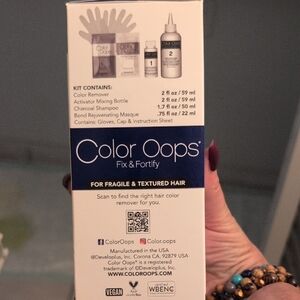 1
2
KIT CONTAINS:
Color Remover 2 fl oz / 59 ml
Activator Mixing Bottle 2 fl oz / 59 ml
Charcoal Shampoo 1.7 fl oz / 50 ml
Bond Rejuvenating Masque .75 fl oz / 22 ml
Contains: Gloves, Cap & Instruction Sheet
Color Oops®
Fix & Fortify
FOR FRAGILE & TEXTURED HAIR
Scan to find the right hair color
remover for you.
ColorOops Color.oops
Manufactured in the USA
@Developlus, Inc. Corona CA, 92879 USA
Color Oops® is a registered
trademark of ©Developlus, Inc.
WWW.COLOROOPS.COM
VEGAN
WBENC